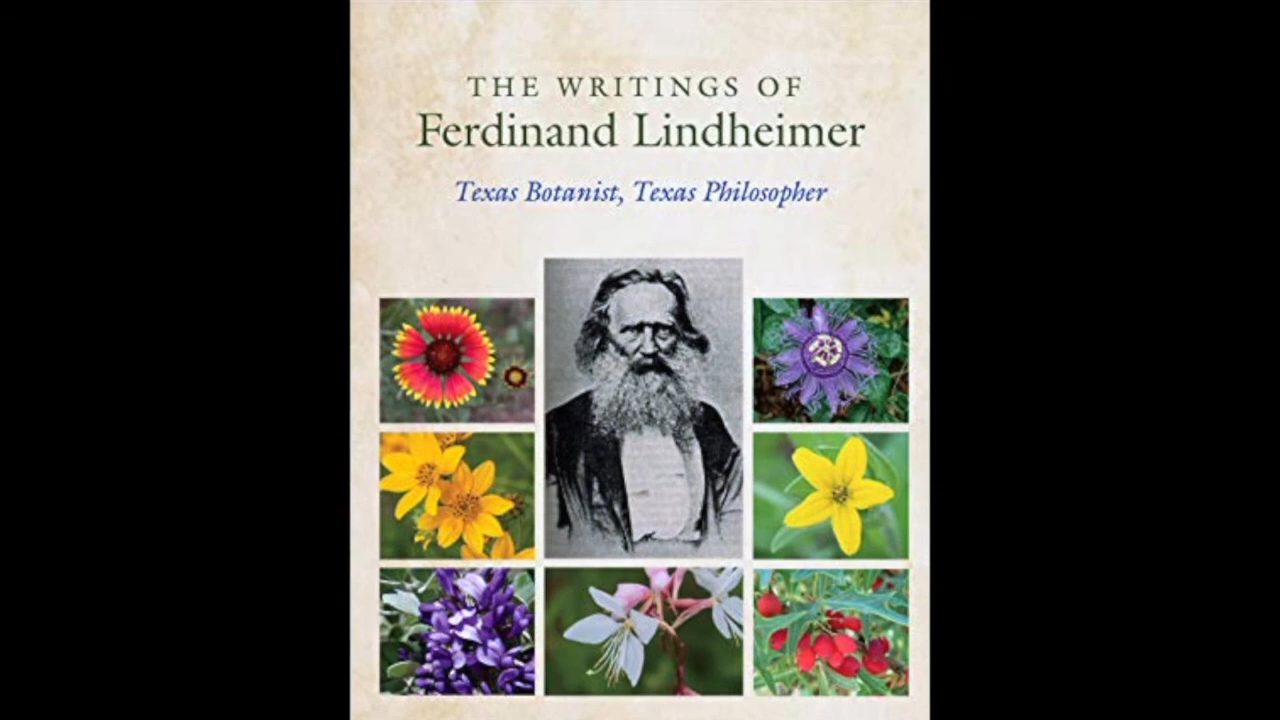 THE WRITINGS OF
Ferdinand Lindheimer
Texas Botanist, Texas Philosopher